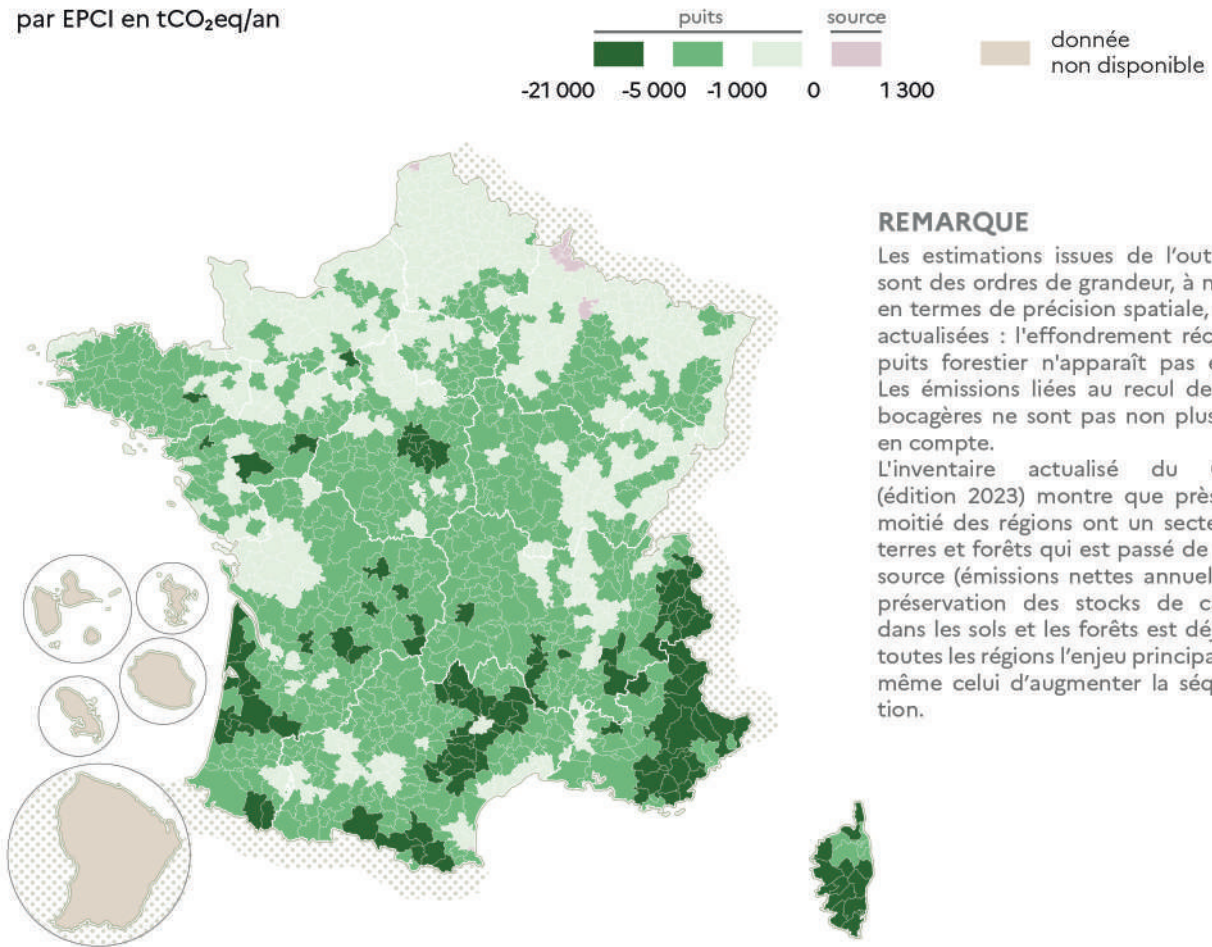 par EPCI en tCO₂eq/an
puits
source
donnée
non disponible
-21 000 -5 000 -1 000 0 1 300
REMARQUE
Les estimations issues de l'out
sont des ordres de grandeur, à n
en termes de précision spatiale,
actualisées : l'effondrement réc
puits forestier n'apparaît pas e
Les émissions liées au recul de
bocagères ne sont pas non plus
en compte.
L'inventaire actualisé du
(édition 2023) montre que près
moitié des régions ont un secte
terres et forêts qui est passé de
source (émissions nettes annuel
préservation des stocks de c
dans les sols et les forêts est déj
toutes les régions l'enjeu principa
même celui d'augmenter la séq
tion.